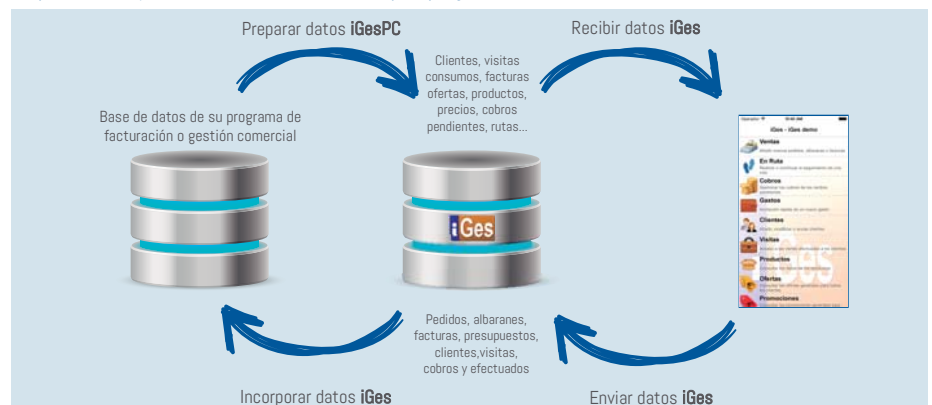 Preparar datos iGesPC
Recibir datos iGes
Clientes, visitas
consumos, facturas
ofertas, productos,
precios, cobros
pendientes, rutas...
Base de datos de su programa de
facturación o gestión comercial
iGes
iGes - iGes demo
Ventas
En Ruta
Cobros
Gastos
Clientes
Visitas
Productos
Ofertas
Promociones
Pedidos, albaranes,
facturas, presupuestos,
clientes,visitas,
cobros y efectuados
Incorporar datos iGes
Enviar datos iGes